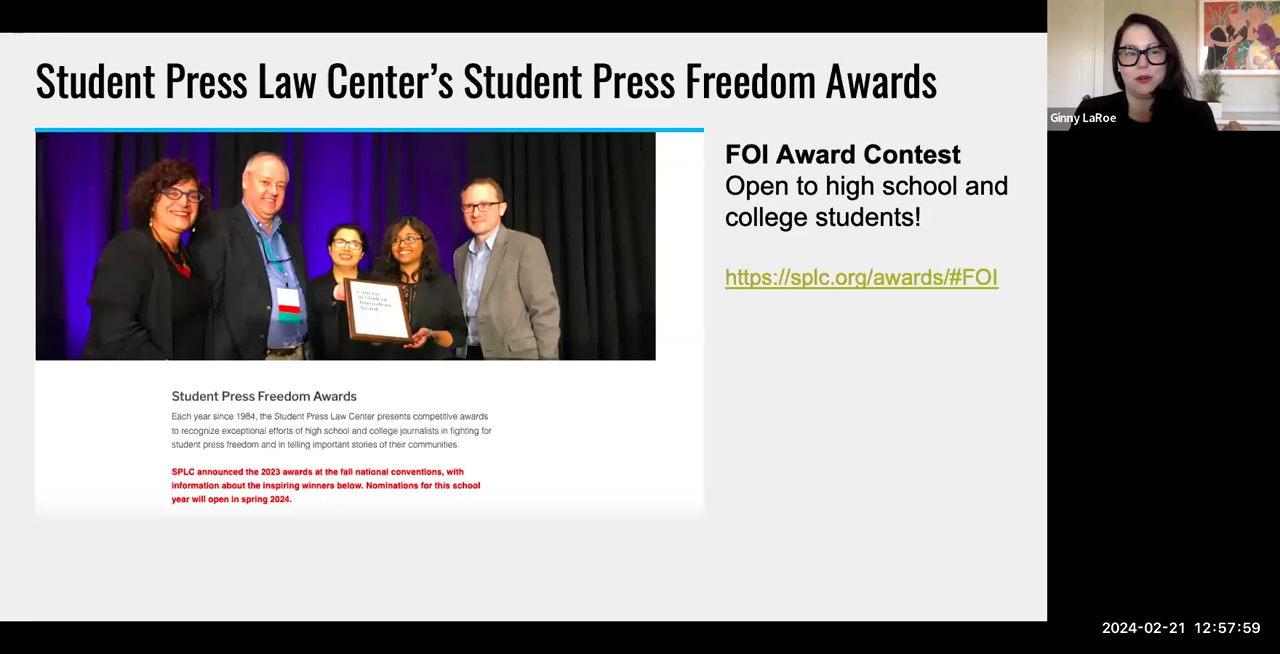 Student Press Law Center’s Student Press Freedom Awards
Ginny LaRoe
FOI Award Contest
Open to high school and
college students!
https://splc.org/awards/#FOI
Courage
in Student
Journalism
Award
Student Press Freedom Awards
Each year since 1984, the Student Press Law Center presents competitive awards
to recognize exceptional efforts of high school and college journalists in fighting for
student press freedom and in telling important stories of their communities.
SPLC announced the 2023 awards at the fall national conventions, with
information about the inspiring winners below. Nominations for this school
year will open in spring 2024.
2024-02-21 12:57:59